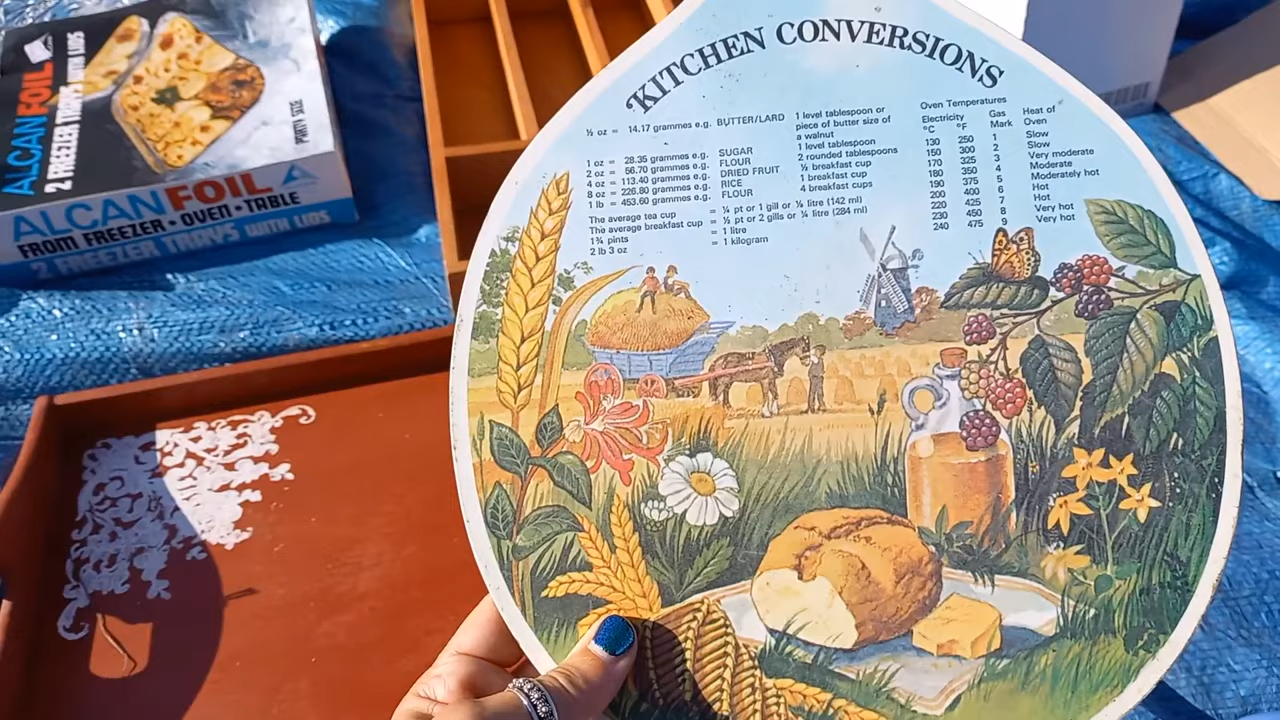 ALCAN FOIL
2 FREEZER TRAYS WITH LIDS
PARTY SIZE
ALCAN FOIL
FROM FREEZER • OVEN • TABLE
2 FREEZER TRAYS WITH LIDS
KITCHEN CONVERSIONS
½ oz = 14.17 grammes e.g. BUTTER/LARD 1 level tablespoon or
piece of butter size of
a walnut
1 oz = 28.35 grammes e.g. SUGAR 1 level tablespoon
2 oz = 56.70 grammes e.g. FLOUR 2 rounded tablespoons
4 oz = 113.40 grammes e.g. DRIED FRUIT ½ breakfast cup
8 oz = 226.80 grammes e.g. RICE 1 breakfast cup
1 lb = 453.60 grammes e.g. FLOUR 4 breakfast cups
The average tea cup = ¼ pt or 1 gill or ⅛ litre (142 ml)
The average breakfast cup = ½ pt or 2 gills or ¼ litre (284 ml)
1¾ pints = 1 litre
2 lb 3 oz = 1 kilogram
Oven Temperatures
Electricity Gas Heat of
°C °F Mark Oven
130 250 1 Slow
150 300 2 Slow
170 325 3 Very moderate
180 350 4 Moderate
190 375 5 Moderately hot
200 400 6 Hot
220 425 7 Hot
230 450 8 Very hot
240 475 9 Very hot